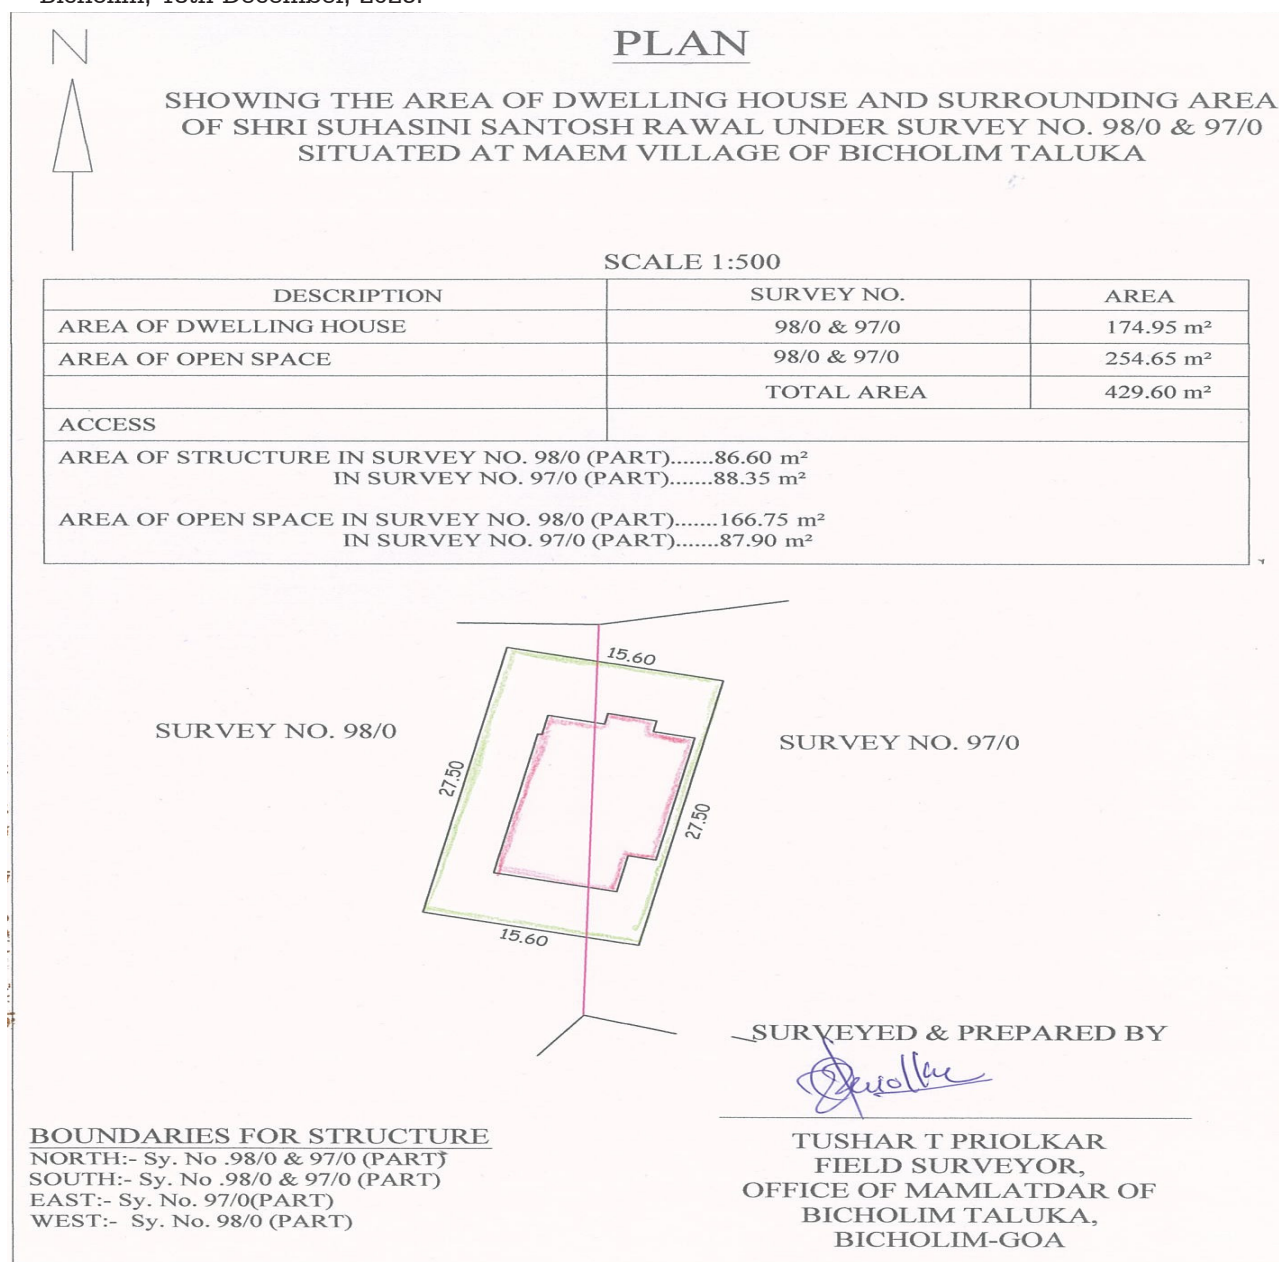 N
PLAN
SHOWING THE AREA OF DWELLING HOUSE AND SURROUNDING AREA
OF SHRI SUHASINI SANTOSH RAWAL UNDER SURVEY NO. 98/0 & 97/0
SITUATED AT MAEM VILLAGE OF BICHOLIM TALUKA
SCALE 1:500
DESCRIPTION SURVEY NO. AREA
AREA OF DWELLING HOUSE 98/0 & 97/0 174.95 m²
AREA OF OPEN SPACE 98/0 & 97/0 254.65 m²
TOTAL AREA 429.60 m²
ACCESS
AREA OF STRUCTURE IN SURVEY NO. 98/0 (PART).......86.60 m²
IN SURVEY NO. 97/0 (PART).......88.35 m²
AREA OF OPEN SPACE IN SURVEY NO. 98/0 (PART).......166.75 m²
IN SURVEY NO. 97/0 (PART).......87.90 m²
15.60
SURVEY NO. 98/0
SURVEY NO. 97/0
27.50
27.50
15.60
SURVEYED & PREPARED BY
TUSHAR T PRIOLKAR
FIELD SURVEYOR,
OFFICE OF MAMLATDAR OF
BICHOLIM TALUKA,
BICHOLIM-GOA
BOUNDARIES FOR STRUCTURE
NORTH:- Sy. No .98/0 & 97/0 (PART)
SOUTH:- Sy. No .98/0 & 97/0 (PART)
EAST:- Sy. No. 97/0(PART)
WEST:- Sy. No. 98/0 (PART)